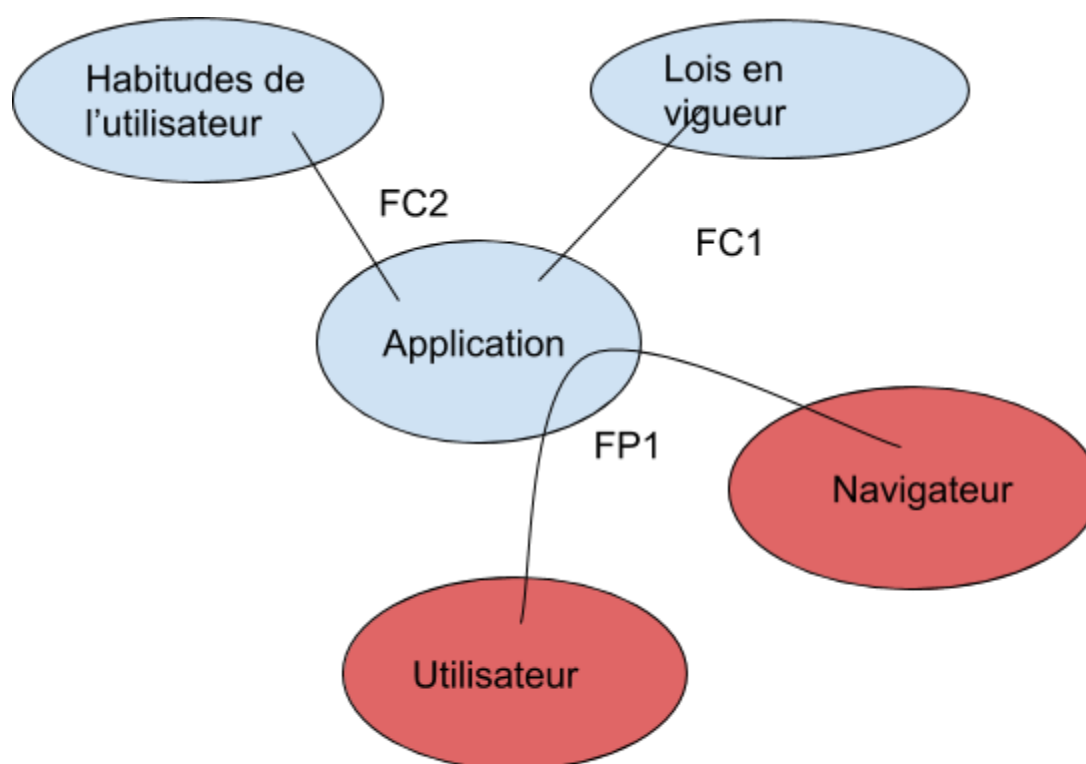 Habitudes de
l’utilisateur
Lois en
vigueur
FC2
FC1
Application
FP1
Navigateur
Utilisateur